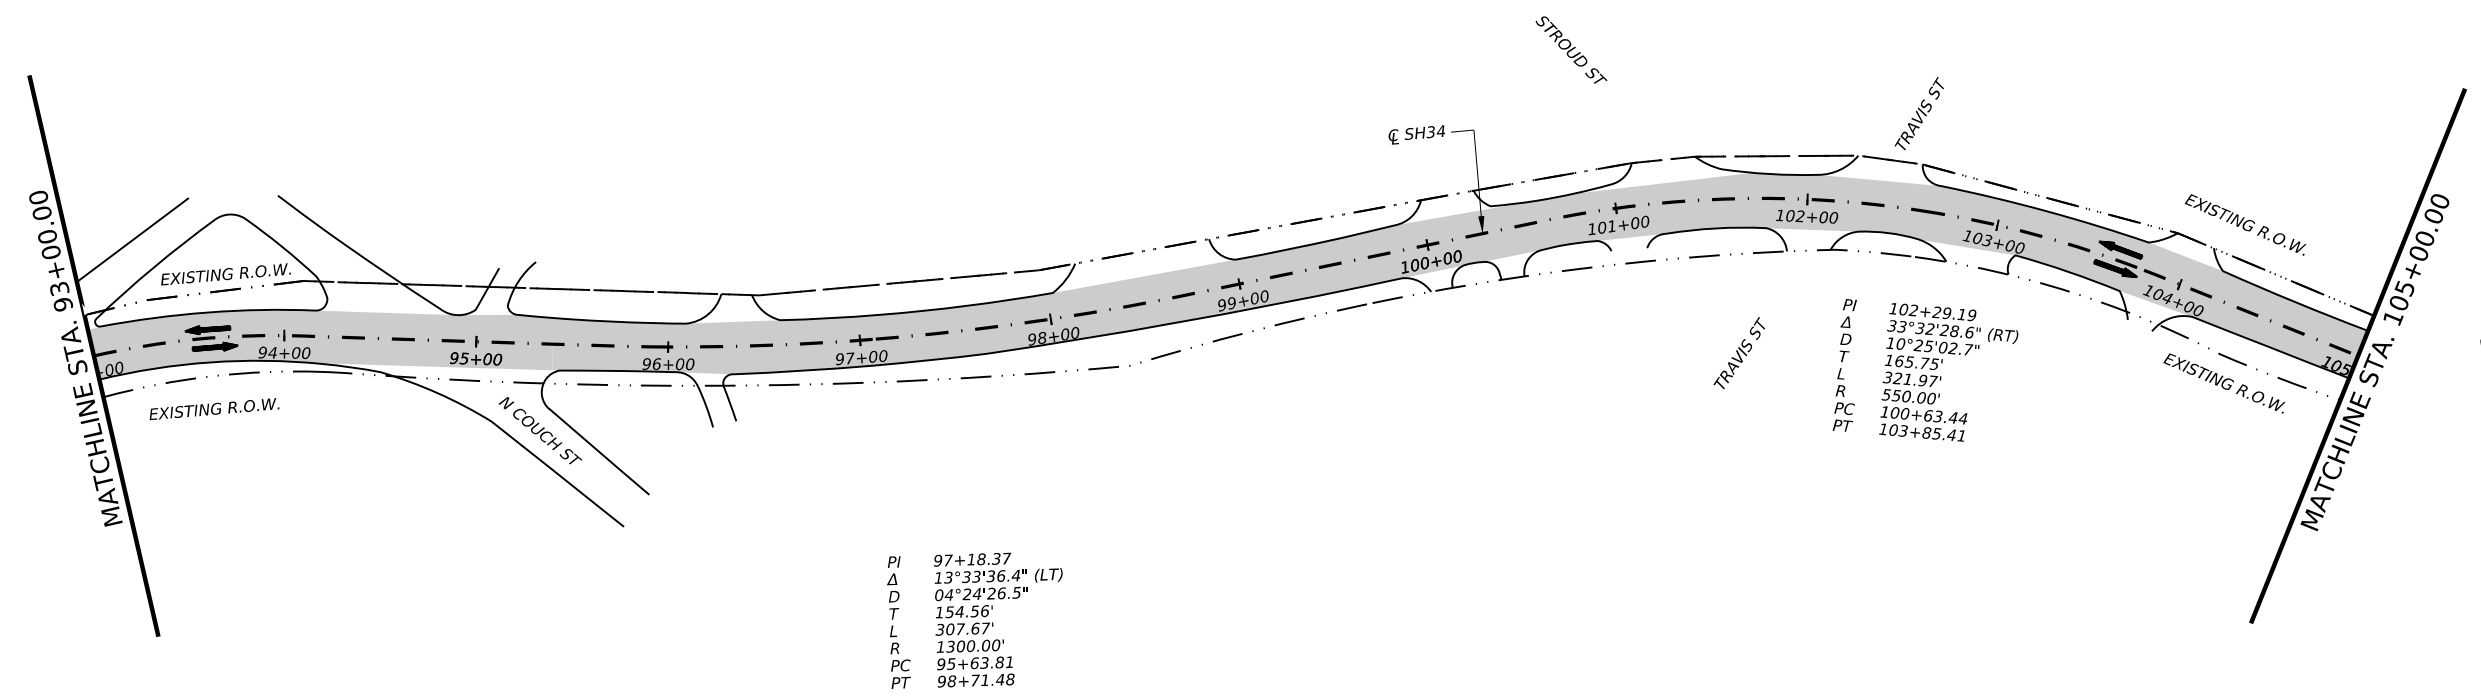 STROUD ST
TRAVIS ST
℄ SH34
MATCHLINE STA. 93+00.00
EXISTING R.O.W.
EXISTING R.O.W.
+00
94+00
95+00
96+00
97+00
98+00
99+00
100+00
101+00
102+00
103+00
104+00
105
EXISTING R.O.W.
EXISTING R.O.W.
MATCHLINE STA. 105+00.00
N COUCH ST
TRAVIS ST
PI 102+29.19
Δ 33°32'28.6" (RT)
D 10°25'02.7"
T 165.75'
L 321.97'
R 550.00'
PC 100+63.44
PT 103+85.41
PI 97+18.37
Δ 13°33'36.4" (LT)
D 04°24'26.5"
T 154.56'
L 307.67'
R 1300.00'
PC 95+63.81
PT 98+71.48